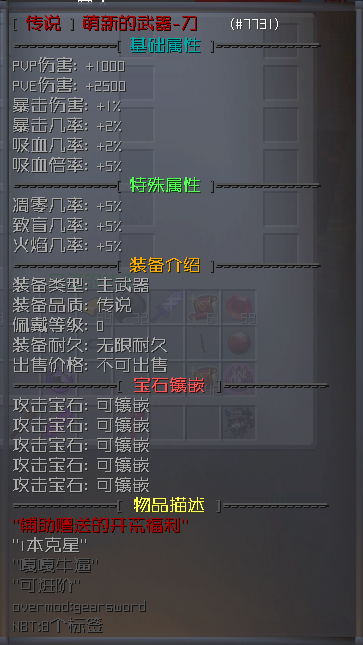 [ 传说 ] 萌新的武器-刀 (#7731)
----------[ 基础属性 ]----------
PVP伤害: +1000
PVE伤害: +2500
暴击伤害: +1%
暴击几率: +2%
吸血几率: +2%
吸血倍率: +5%
----------[ 特殊属性 ]----------
凋零几率: +5%
致盲几率: +5%
火焰几率: +5%
----------[ 装备介绍 ]----------
装备类型: 主武器
装备品质: 传说
佩戴等级: 0
装备耐久: 无限耐久
出售价格: 不可出售
----------[ 宝石镶嵌 ]----------
攻击宝石: 可镶嵌
攻击宝石: 可镶嵌
攻击宝石: 可镶嵌
攻击宝石: 可镶嵌
攻击宝石: 可镶嵌
----------[ 物品描述 ]----------
"辅助赠送的开荒福利"
"1本克星"
"嘎嘎牛逼"
"可进阶"
overmod:gearsword
NBT:8个标签